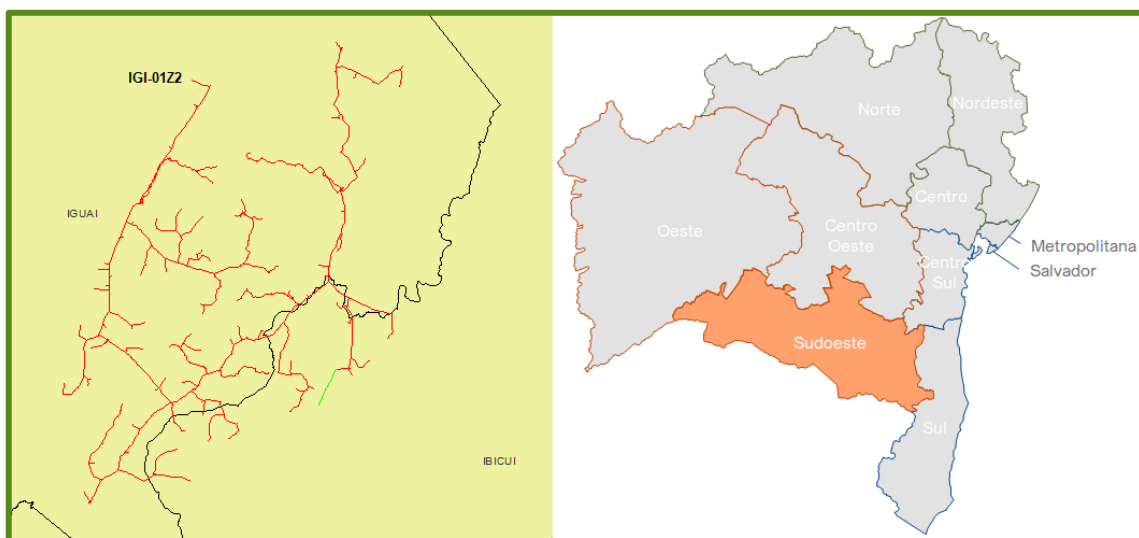 IGI-01Z2
IGUAI
IBICUI
Norte
Nordeste
Centro
Oeste
Centro
Oeste
Metropolitana
Salvador
Centro
Sul
Sudoeste
Sul